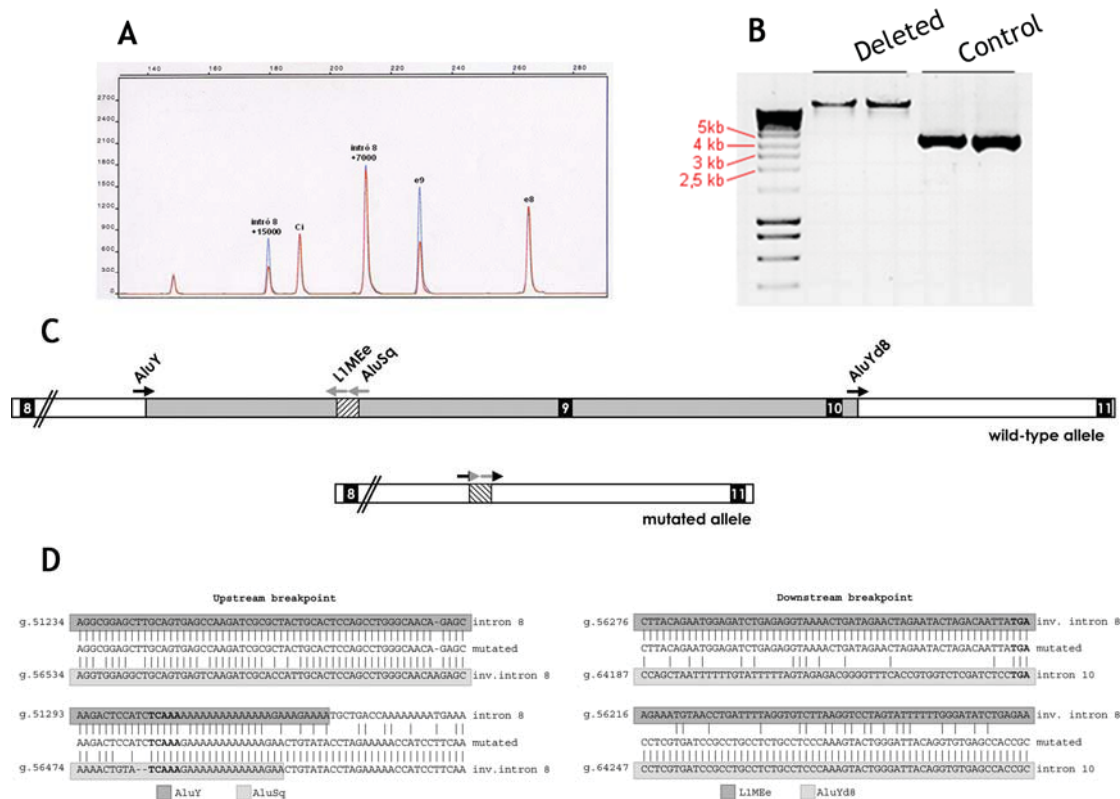 A
140 180 200 220 240 260 280
2700
2400
2100
1800
1500
1200
900
600
300
0
intró 8
+15000
Ci
intró 8
+7000
e9
e8
B
Deleted Control
5kb
4 kb
3 kb
2,5 kb
C
AluY L1MEe AluSq AluYd8
8 9 10 11
wild-type allele
8 11
mutated allele
D
Upstream breakpoint
g.51234 AGGCGGAGCTTGCAGTGAGCCAAGATCGCGCTACTGCACTCCAGCCTGGGCAACA-GAGC intron 8
AGGCGGAGCTTGCAGTGAGCCAAGATCGCGCTACTGCACTCCAGCCTGGGCAACA-GAGC mutated
g.56534 AGGTGGAGGCTGCAGTGAGTCAAGATCGCACCATTGCACTCCAGCCTGGGCAACAAGAGC inv.intron 8
g.51293 AAGACTCCATCTCAAAAAAAAAAAAAAAAAGAAAGAAAATGCTGACCAAAAAAAATGAAA intron 8
AAGACTCCATCTCAAAGAAAAAAAAAAAAGAACTGTATACCTAGAAAAACCATCCTTCAA mutated
g.56474 AAAACTGTA--TCAAAGAAAAAAAAAAAAGAACTGTATACCTAGAAAAACCATCCTTCAA inv.intron 8
AluY AluSq
Downstream breakpoint
g.56276 CTTACAGAATGGAGATCTGAGAGGTAAAACTGATAGAACTAGAATACTAGACAATTATGA inv. intron 8
CTTACAGAATGGAGATCTGAGAGGTAAAACTGATAGAACTAGAATACTAGACAATTATGA mutated
g.64187 CCAGCTAATTTTTTGTATTTTTAGTAGAGACGGGGTTTCACCGTGGTCTCGATCTCCTGA intron 10
g.56216 AGAAATGTAACCTGATTTTAGGTGTCTTAAGGTCCTAGTATTTTTTGGGATATCTGAGAA inv. intron 8
CCTCGTGATCCGCCTGCCTCTGCCTCCCAAAGTACTGGGATTACAGGTGTGAGCCACCGC mutated
g.64247 CCTCGTGATCCGCCTGCCTCTGCCTCCCAAAGTACTGGGATTACAGGTGTGAGCCACCGC intron 10
L1MEe AluYd8